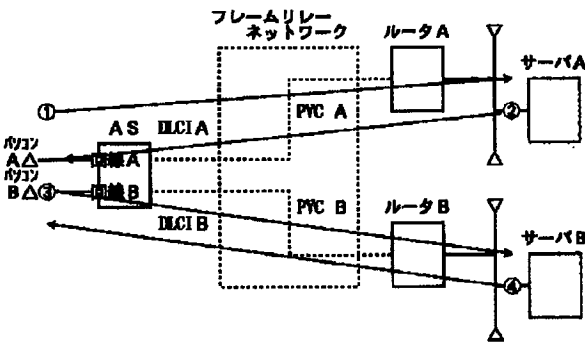 フレームリレー
ネットワーク
ルータA
サーバA
①
PVC A
②
AS
DLCI A
パソコン
A
回線A
パソコン
B
③
回線B
PVC B
ルータB
DLCI B
サーバB
④